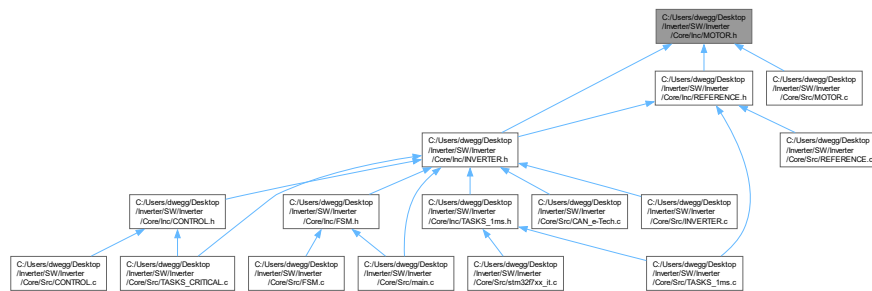 C:/Users/dwegg/Desktop
/Inverter/SW/Inverter
/Core/Inc/MOTOR.h
C:/Users/dwegg/Desktop
/Inverter/SW/Inverter
/Core/Inc/REFERENCE.h
C:/Users/dwegg/Desktop
/Inverter/SW/Inverter
/Core/Src/MOTOR.c
C:/Users/dwegg/Desktop
/Inverter/SW/Inverter
/Core/Inc/INVERTER.h
C:/Users/dwegg/Desktop
/Inverter/SW/Inverter
/Core/Src/REFERENCE.c
C:/Users/dwegg/Desktop
/Inverter/SW/Inverter
/Core/Inc/CONTROL.h
C:/Users/dwegg/Desktop
/Inverter/SW/Inverter
/Core/Inc/FSM.h
C:/Users/dwegg/Desktop
/Inverter/SW/Inverter
/Core/Inc/TASKS_1ms.h
C:/Users/dwegg/Desktop
/Inverter/SW/Inverter
/Core/Src/CAN_e-Tech.c
C:/Users/dwegg/Desktop
/Inverter/SW/Inverter
/Core/Src/INVERTER.c
C:/Users/dwegg/Desktop
/Inverter/SW/Inverter
/Core/Src/CONTROL.c
C:/Users/dwegg/Desktop
/Inverter/SW/Inverter
/Core/Src/TASKS_CRITICAL.c
C:/Users/dwegg/Desktop
/Inverter/SW/Inverter
/Core/Src/FSM.c
C:/Users/dwegg/Desktop
/Inverter/SW/Inverter
/Core/Src/main.c
C:/Users/dwegg/Desktop
/Inverter/SW/Inverter
/Core/Src/stm32f7xx_it.c
C:/Users/dwegg/Desktop
/Inverter/SW/Inverter
/Core/Src/TASKS_1ms.c